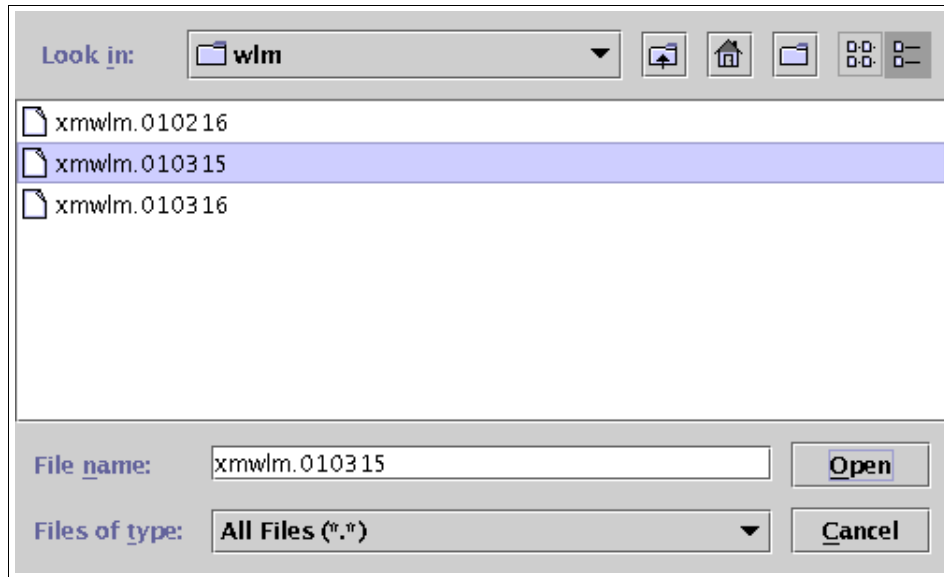 Look in: wlm
xmwlm.010216
xmwlm.010315
xmwlm.010316
File name: xmwlm.010315 Open
Files of type: All Files (*.*) Cancel